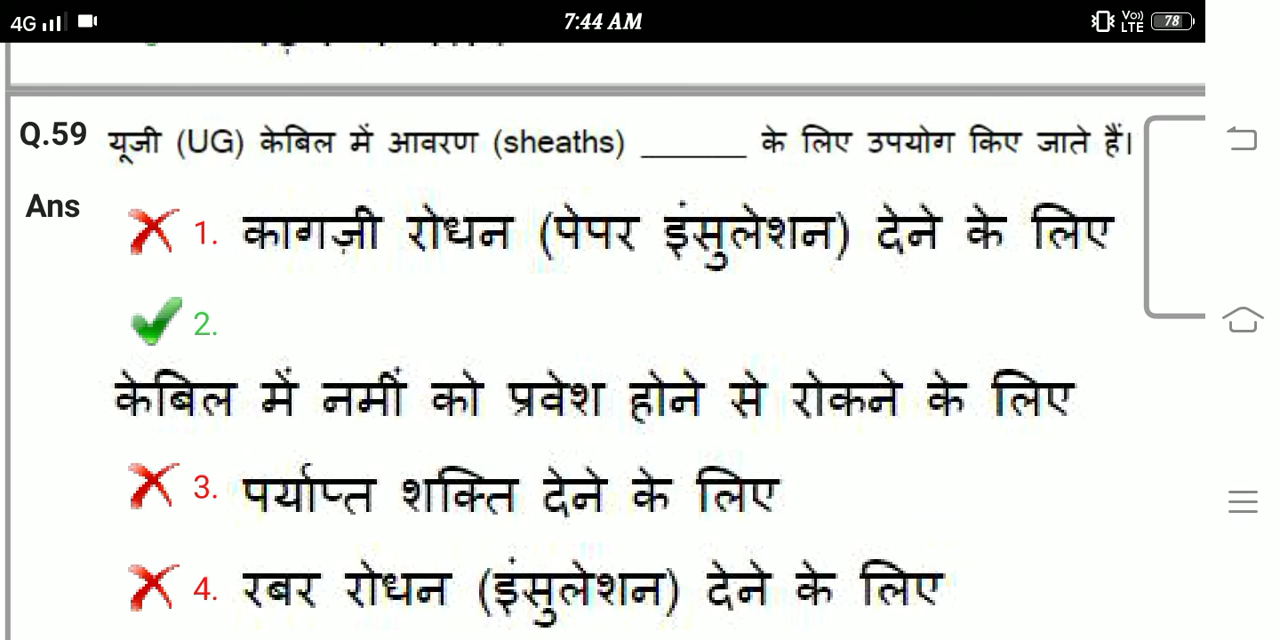 4G 7:44 AM Vo) LTE 78
Q.59 यूजी (UG) केबिल में आवरण (sheaths) ______ के लिए उपयोग किए जाते हैं।
Ans 1. कागज़ी रोधन (पेपर इंसुलेशन) देने के लिए
2.
केबिल में नमीं को प्रवेश होने से रोकने के लिए
3. पर्याप्त शक्ति देने के लिए
4. रबर रोधन (इंसुलेशन) देने के लिए